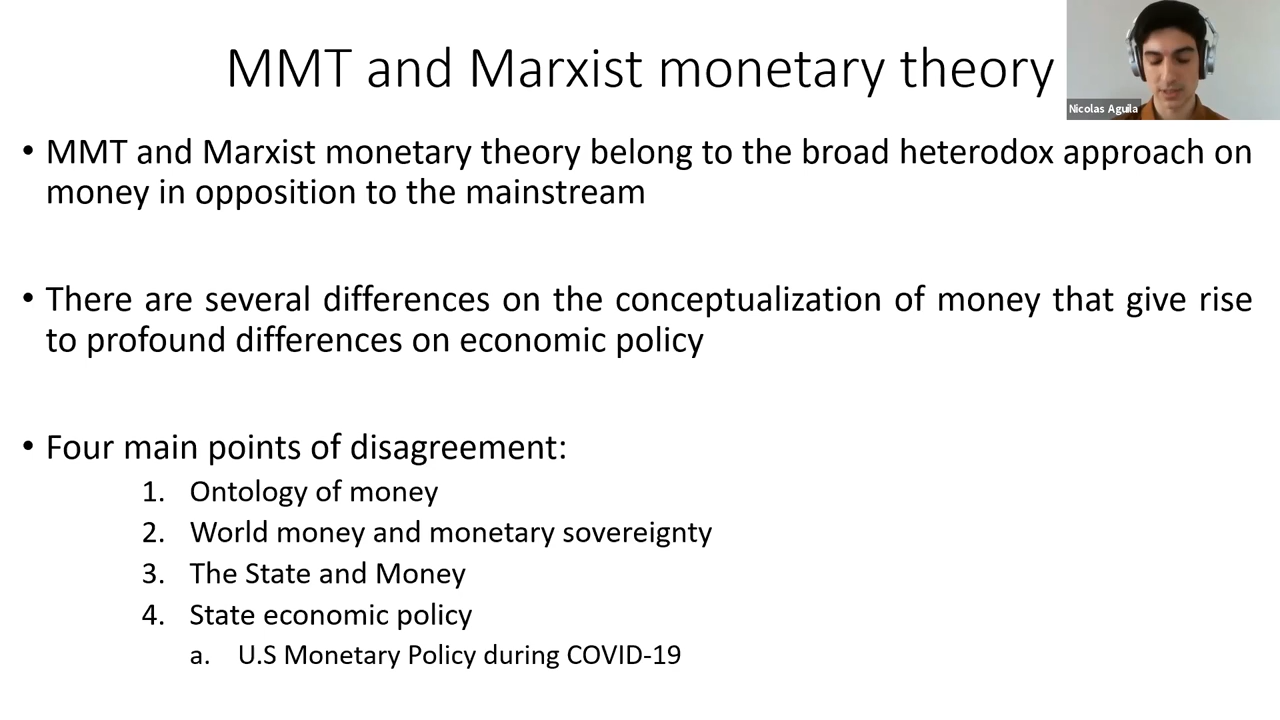 MMT and Marxist monetary theory
Nicolas Aguila
• MMT and Marxist monetary theory belong to the broad heterodox approach on
money in opposition to the mainstream
• There are several differences on the conceptualization of money that give rise
to profound differences on economic policy
• Four main points of disagreement:
1. Ontology of money
2. World money and monetary sovereignty
3. The State and Money
4. State economic policy
a. U.S Monetary Policy during COVID-19